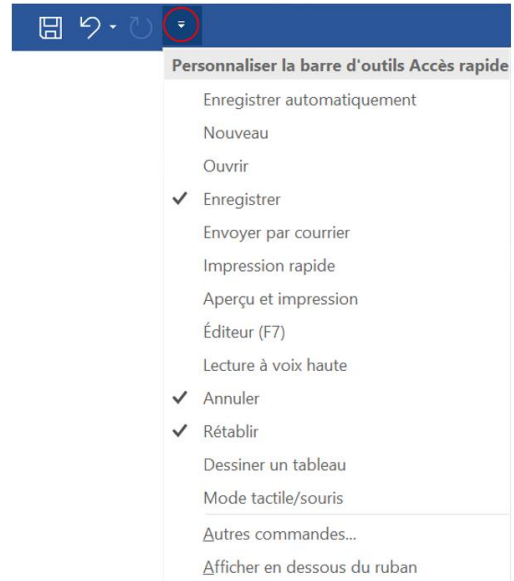 Personnaliser la barre d'outils Accès rapide
Enregistrer automatiquement
Nouveau
Ouvrir
Enregistrer
Envoyer par courrier
Impression rapide
Aperçu et impression
Éditeur (F7)
Lecture à voix haute
Annuler
Rétablir
Dessiner un tableau
Mode tactile/souris
Autres commandes...
Afficher en dessous du ruban